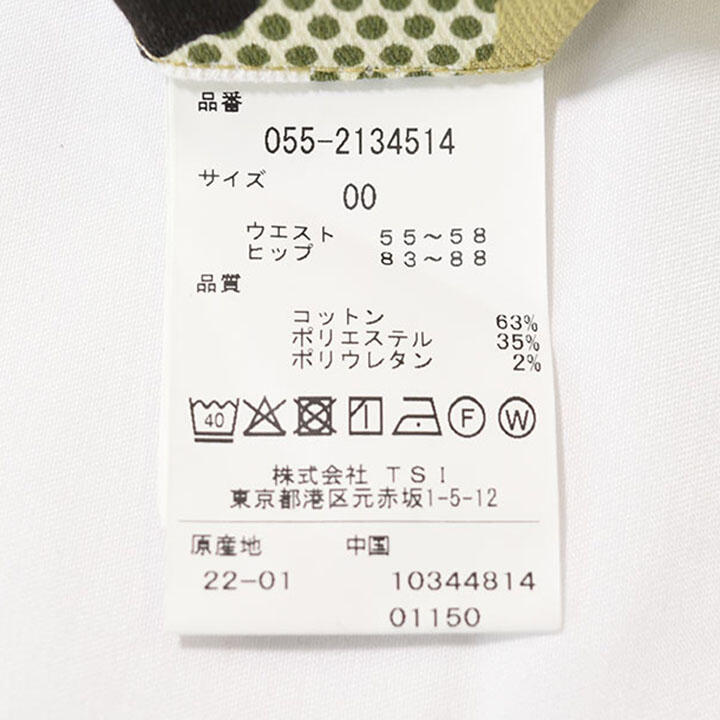 品番
055-2134514
サイズ
00
ウエスト 55~58
ヒップ 83~88
品質
コットン 63%
ポリエステル 35%
ポリウレタン 2%
40 F W
株式会社 TSI
東京都港区元赤坂1-5-12
原産地 中国
22-01 10344814
01150